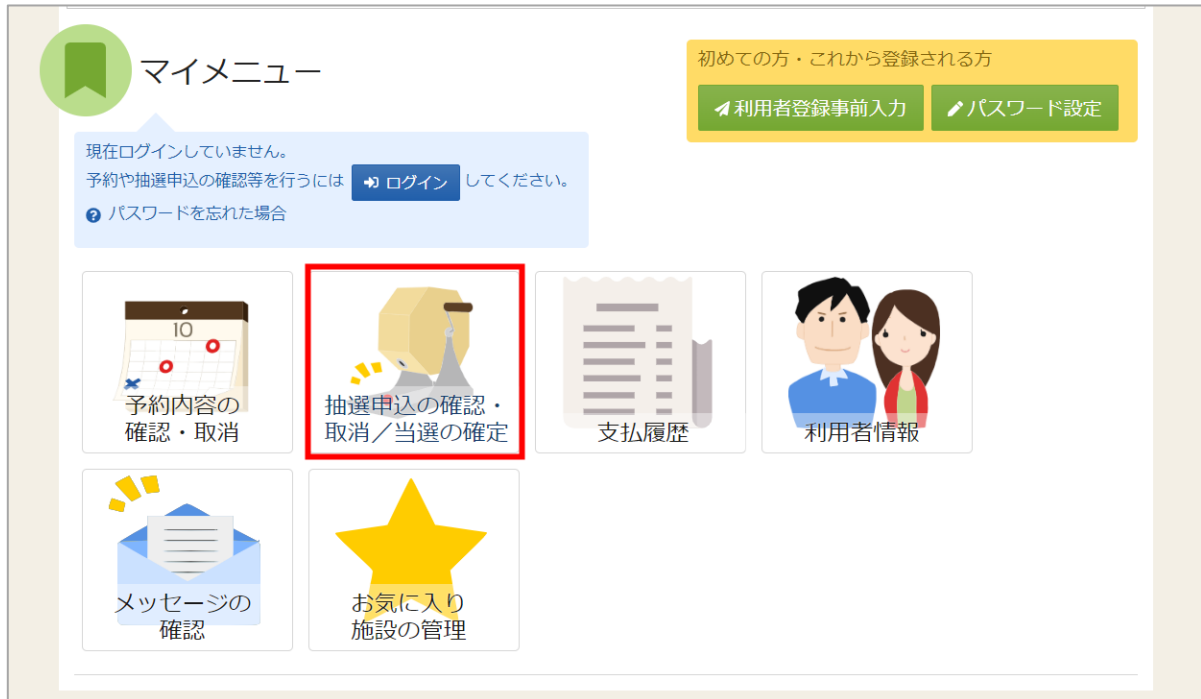 マイメニュー
初めての方・これから登録される方
利用者登録事前入力
パスワード設定
現在ログインしていません。
予約や抽選申込の確認等を行うには ログイン してください。
パスワードを忘れた場合
10
予約内容の
確認・取消
抽選申込の確認・
取消／当選の確定
支払履歴
利用者情報
メッセージの
確認
お気に入り
施設の管理